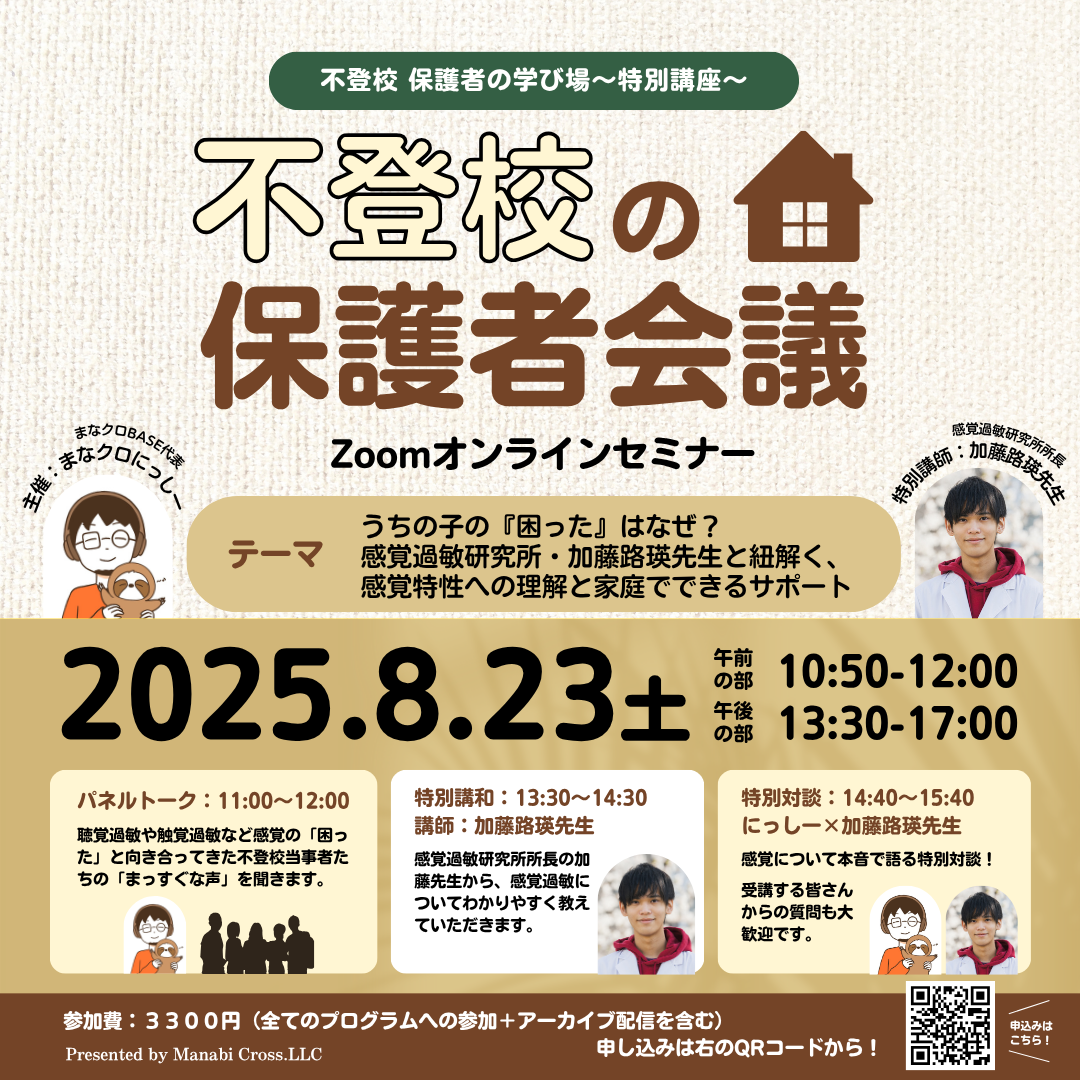 不登校 保護者の学び場〜特別講座〜
不登校の
保護者会議
Zoomオンラインセミナー
まなクロBASE代表
主催：まなクロにっしー
感覚過敏研究所所長
特別講師：加藤路瑛先生
テーマ
うちの子の『困った』はなぜ？
感覚過敏研究所・加藤路瑛先生と紐解く、
感覚特性への理解と家庭でできるサポート
2025.8.23土
午前
の部
10:50-12:00
午後
の部
13:30-17:00
パネルトーク：11:00〜12:00
聴覚過敏や触覚過敏など感覚の「困っ
た」と向き合ってきた不登校当事者た
ちの「まっすぐな声」を聞きます。
特別講和：13:30〜14:30
講師：加藤路瑛先生
感覚過敏研究所所長の加
藤先生から、感覚過敏に
ついてわかりやすく教え
ていただきます。
特別対談：14:40〜15:40
にっしー×加藤路瑛先生
感覚について本音で語る特別対談！
受講する皆さん
からの質問も大
歓迎です。
参加費：３３００円（全てのプログラムへの参加＋アーカイブ配信を含む）
Presented by Manabi Cross.LLC
申し込みは右のQRコードから！
申込みは
こちら！